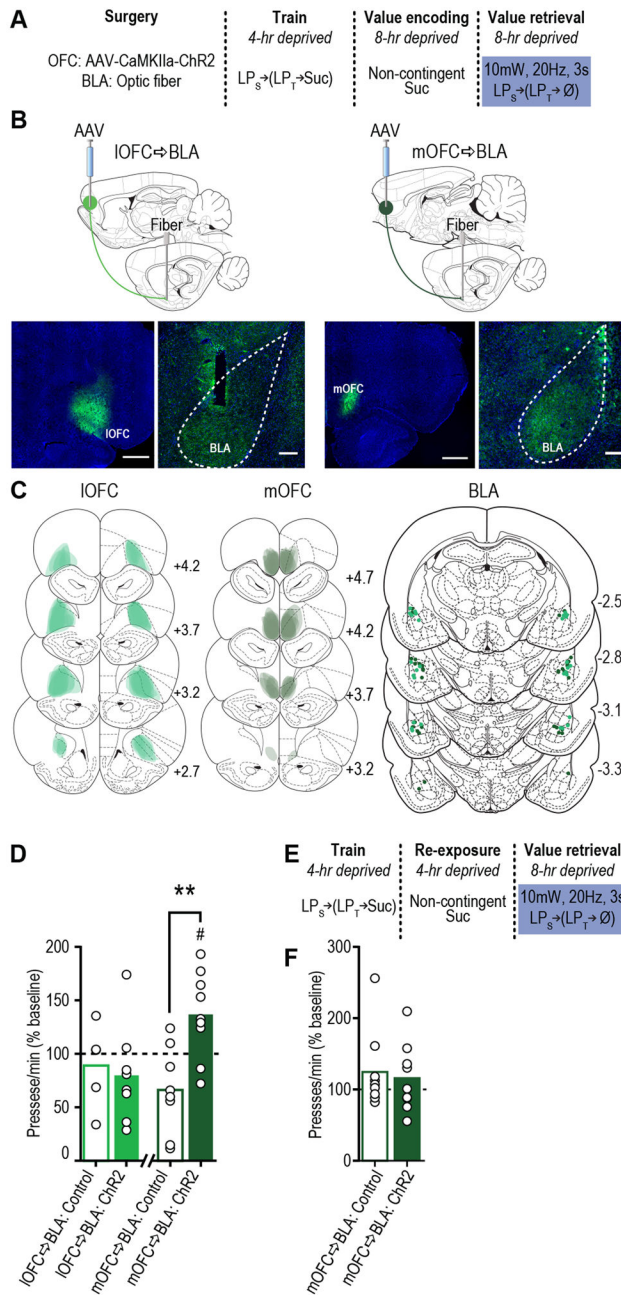 A
Surgery
OFC: AAV-CaMKIIa-ChR2
BLA: Optic fiber
Train
4-hr deprived
LPS→(LPT→Suc)
Value encoding
8-hr deprived
Non-contingent
Suc
Value retrieval
8-hr deprived
10mW, 20Hz, 3s
LPS→(LPT→ Ø)
B
AAV
lOFC⇨BLA
Fiber
AAV
mOFC⇨BLA
Fiber
lOFC
BLA
mOFC
BLA
C
lOFC
+4.2
+3.7
+3.2
+2.7
mOFC
+4.7
+4.2
+3.7
+3.2
BLA
-2.5
-2.8
-3.1
-3.3
D
**
#
Pressese/min (% baseline)
200
150
100
50
0
lOFC⇨BLA: Control
lOFC⇨BLA: ChR2
mOFC⇨BLA: Control
mOFC⇨BLA: ChR2
E
Train
4-hr deprived
LPS→(LPT→Suc)
Re-exposure
4-hr deprived
Non-contingent
Suc
Value retrieval
8-hr deprived
10mW, 20Hz, 3s
LPS→(LPT→ Ø)
F
Pressses/min (% baseline)
300
200
100
0
mOFC⇨BLA: Control
mOFC⇨BLA: ChR2